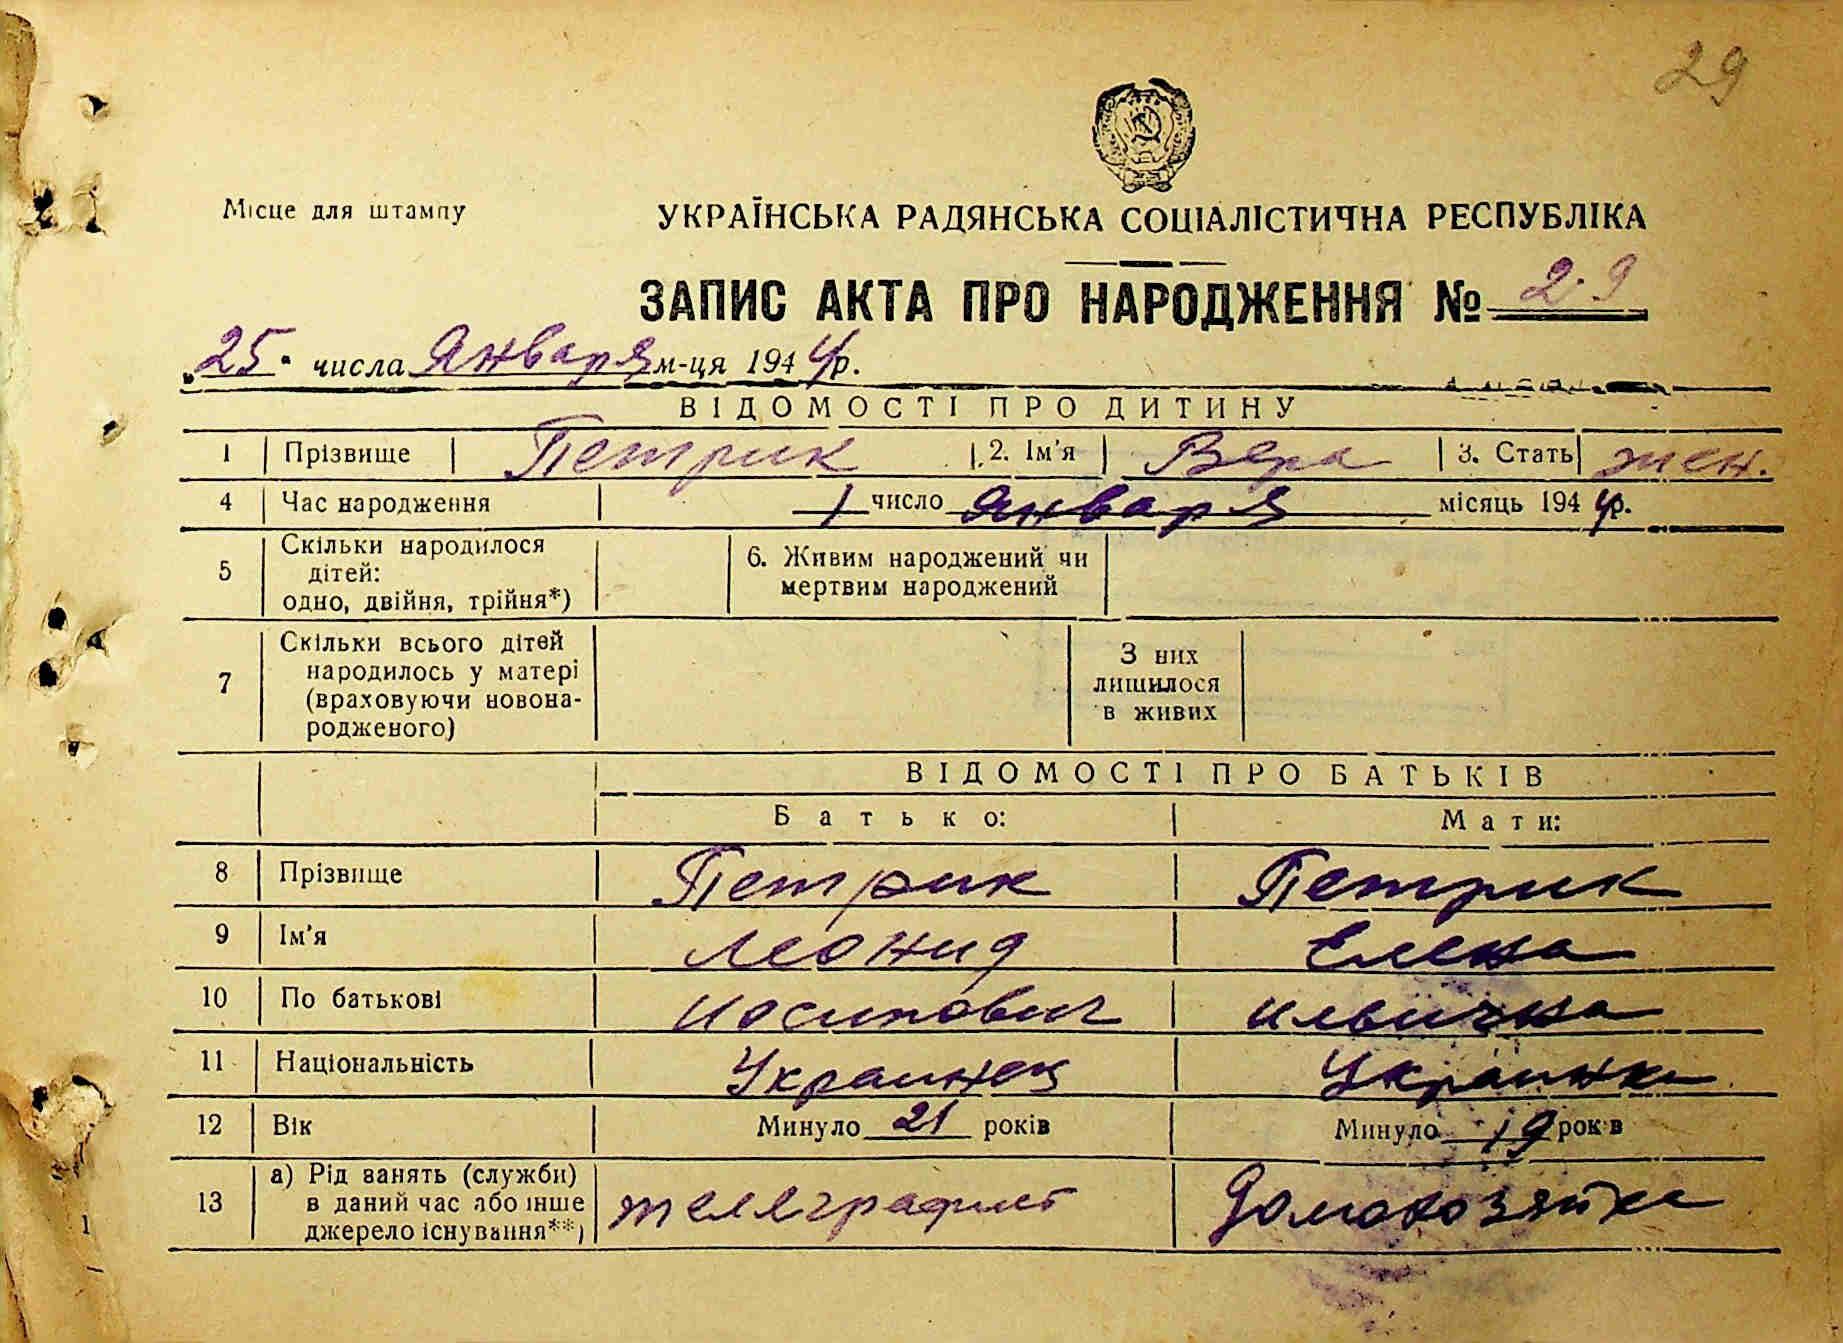 29
Місце для штампу
УКРАЇНСЬКА РАДЯНСЬКА СОЦІАЛІСТИЧНА РЕСПУБЛІКА
ЗАПИС АКТА ПРО НАРОДЖЕННЯ № 29
„25" числа Января м-ця 1944 р.
ВІДОМОСТІ ПРО ДИТИНУ
1 Прізвище Петрик 2. Ім'я Вера 3. Стать жен.
4 Час народження 1 число Января місяць 1944 р.
5 Скільки народилося
дітей:
одно, двійня, трійня*)
6. Живим народжений чи
мертвим народжений
7 Скільки всього дітей
народилось у матері
(враховуючи новона-
родженого)
З них
лишилося
в живих
ВІДОМОСТІ ПРО БАТЬКІВ
Батько: Мати:
8 Прізвище Петрик Петрик
9 Ім'я Леонид Елена
10 По батькові Иосипович
11 Національність Украинец Украинка
12 Вік Минуло 21 років Минуло 19 років
13 а) Рід занять (служби)
в даний час або інше
джерело існування**)
телеграфист Домохозяйка
1